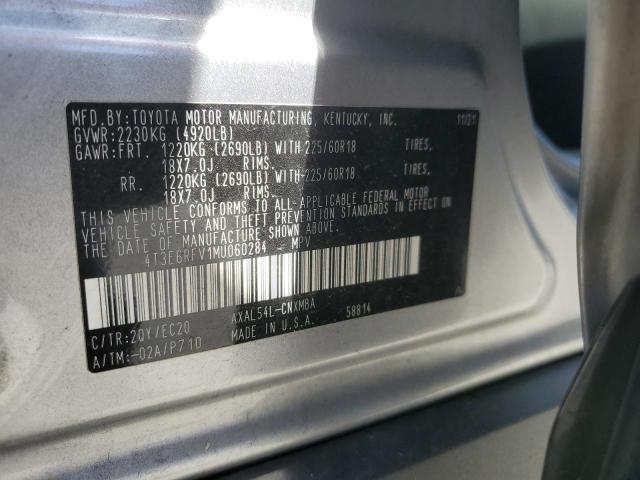 MFD.BY:TOYOTA MOTOR MANUFACTURING, KENTUCKY, INC. 11/21
GVWR:2230KG (4920LB)
GAWR:FRT. 1220KG (2690LB) WITH 225/60R18 TIRES,
18X7.0J RIMS.
RR. 1220KG (2690LB) WITH 225/60R18 TIRES,
18X7.0J RIMS.
THIS VEHICLE CONFORMS TO ALL-APPLICABLE FEDERAL MOTOR
VEHICLE SAFETY AND THEFT PREVENTION STANDARDS IN EFFECT ON
THE DATE OF MANUFACTURE SHOWN ABOVE.
4T3E6RFV1MU060284 MPV
C/TR:20Y/EC20 AXAL54L-CNXMBA A
A/TM:-02A/P710 MADE IN U.S.A. 58814